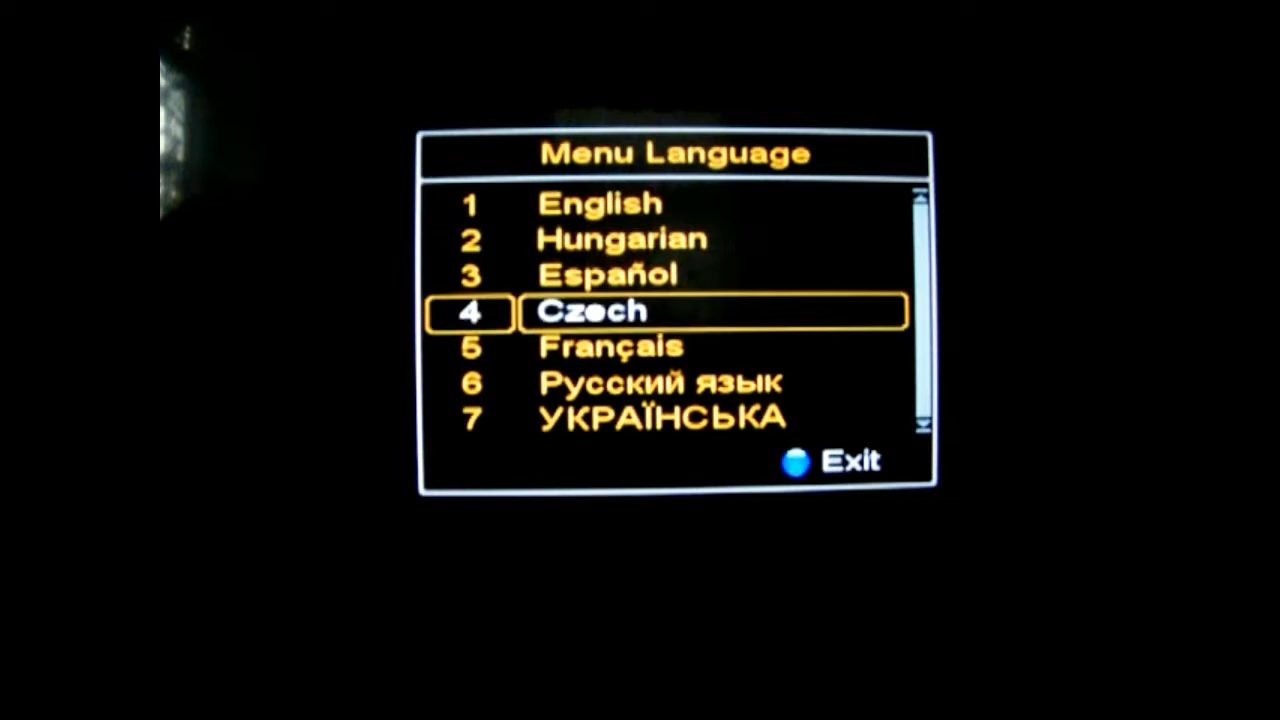 Menu Language
1 English
2 Hungarian
3 Español
4 Czech
5 Français
6 Русский язык
7 УКРАЇНСЬКА
Exit